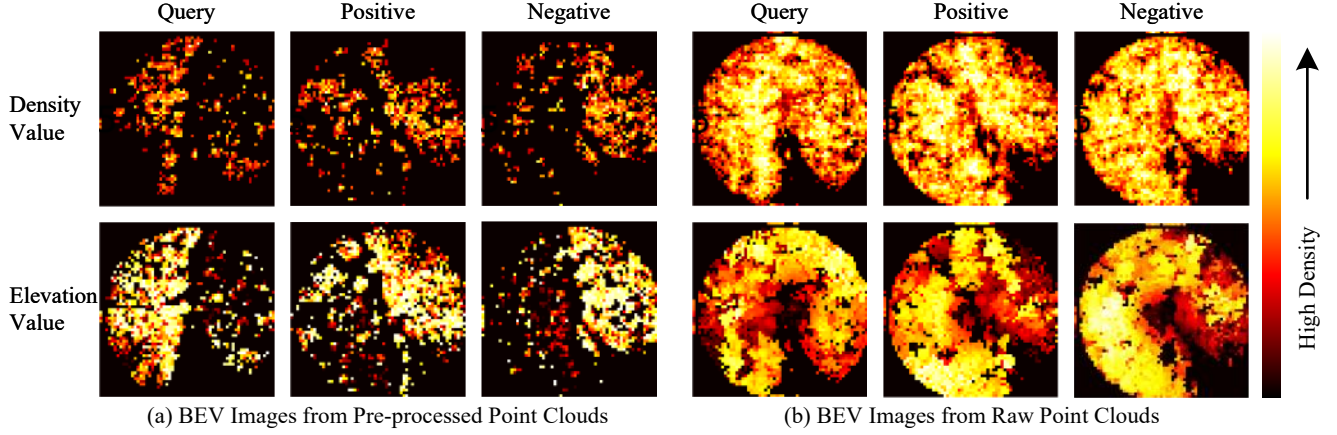 Query Positive Negative Query Positive Negative
Density
Value
Elevation
Value
High Density
(a) BEV Images from Pre-processed Point Clouds (b) BEV Images from Raw Point Clouds